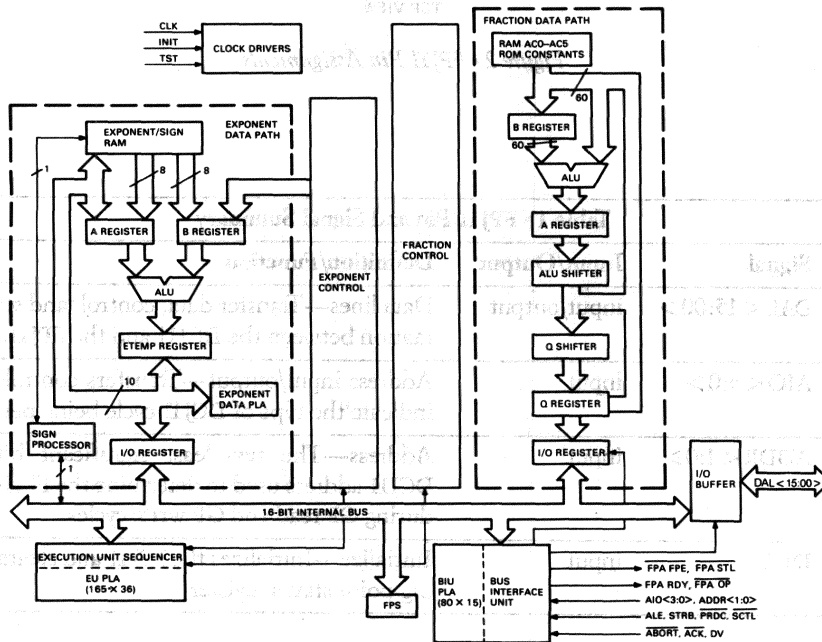 CLK
INIT
TST
CLOCK DRIVERS
FRACTION DATA PATH
RAM AC0–AC5
ROM CONSTANTS
60
B REGISTER
60
ALU
A REGISTER
ALU SHIFTER
Q SHIFTER
Q REGISTER
I/O REGISTER
EXPONENT
DATA PATH
EXPONENT/SIGN
RAM
1
8
8
A REGISTER
B REGISTER
ALU
ETEMP REGISTER
10
EXPONENT
DATA PLA
SIGN
PROCESSOR
1
I/O REGISTER
EXPONENT
CONTROL
FRACTION
CONTROL
16-BIT INTERNAL BUS
I/O
BUFFER
DAL<15:00>
EXECUTION UNIT SEQUENCER
EU PLA
(165 X 36)
FPS
BIU
PLA
(80 X 15)
BUS
INTERFACE
UNIT
FPA FPE, FPA STL
FPA RDY, FPA OP
AIO<3:0>, ADDR<1:0>
ALE, STRB, PRDC, SCTL
ABORT, ACK, DV